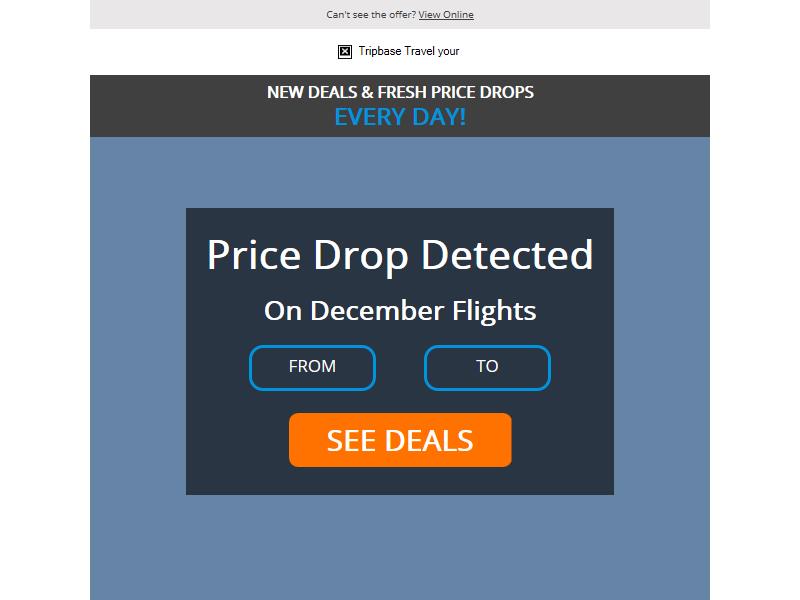 Can't see the offer? View Online
Tripbase Travel your
NEW DEALS & FRESH PRICE DROPS
EVERY DAY!
Price Drop Detected
On December Flights
FROM
TO
SEE DEALS